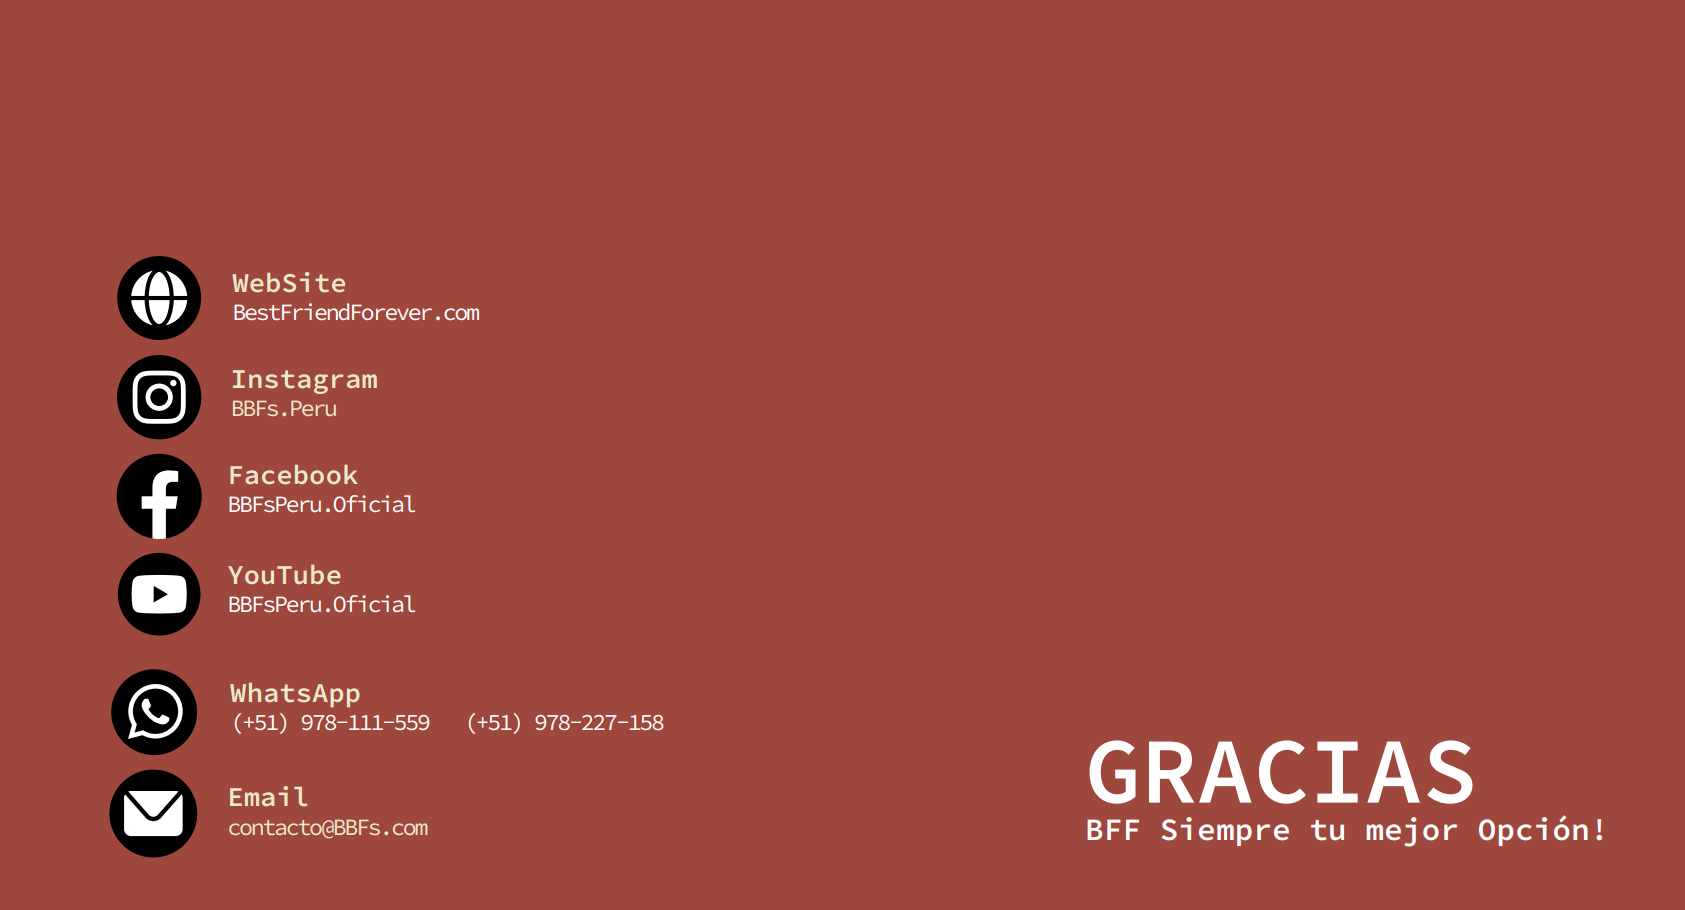 WebSite
BestFriendForever.com
Instagram
BBFs.Peru
Facebook
BBFsPeru.Oficial
YouTube
BBFsPeru.Oficial
WhatsApp
(+51) 978-111-559 (+51) 978-227-158
Email
contacto@BBFs.com
GRACIAS
BFF Siempre tu mejor Opción!